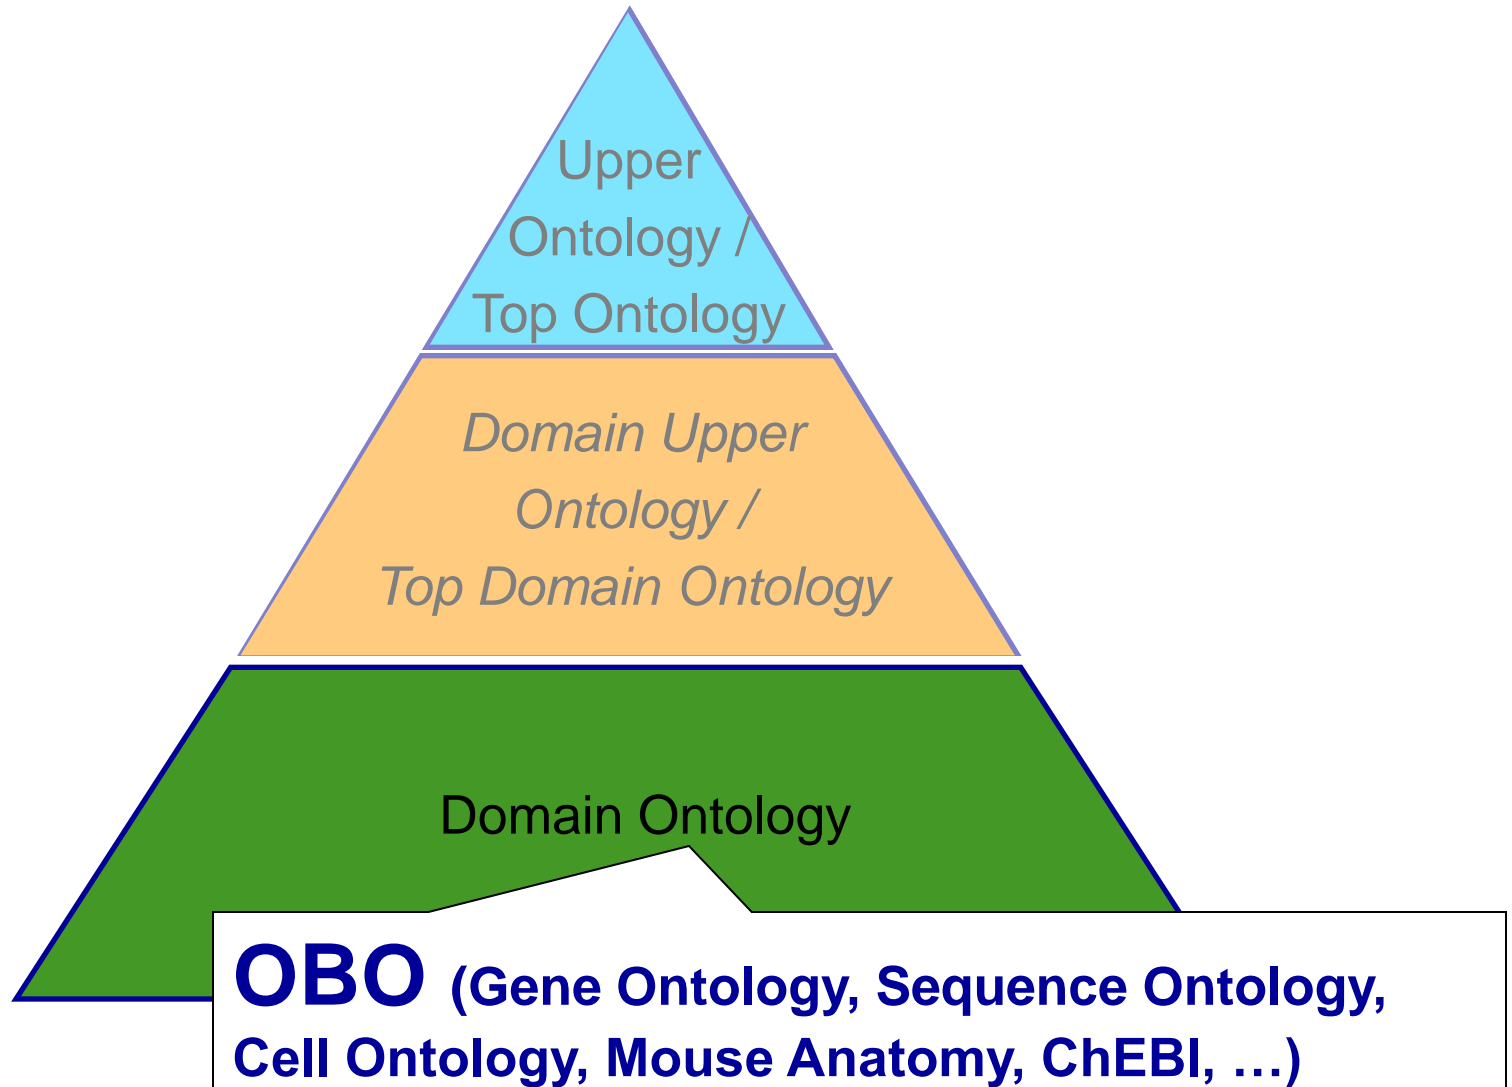 Upper
Ontology /
Top Ontology
Domain Upper
Ontology /
Top Domain Ontology
Domain Ontology
OBO (Gene Ontology, Sequence Ontology,
Cell Ontology, Mouse Anatomy, ChEBI, …)